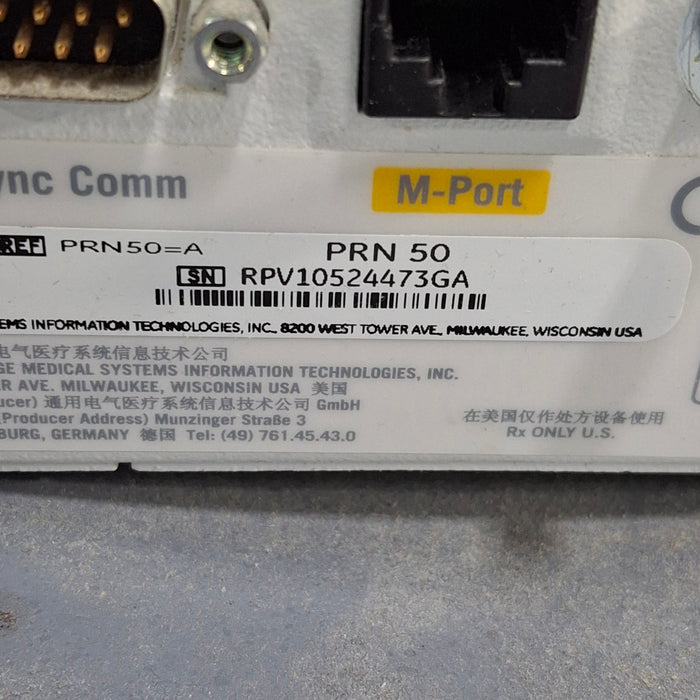 ync Comm
M-Port
REF PRN50=A PRN 50
SN RPV10524473GA
EMS INFORMATION TECHNOLOGIES, INC., 8200 WEST TOWER AVE., MILWAUKEE, WISCONSIN USA
电气医疗系统信息技术公司
GE MEDICAL SYSTEMS INFORMATION TECHNOLOGIES, INC.
R AVE. MILWAUKEE, WISCONSIN USA 美国
ucer) 通用电气医疗系统信息技术公司 GmbH
(Producer Address) Munzinger Straße 3
BURG, GERMANY 德国 Tel: (49) 761.45.43.0
在美国仅作处方设备使用
Rx ONLY U.S.